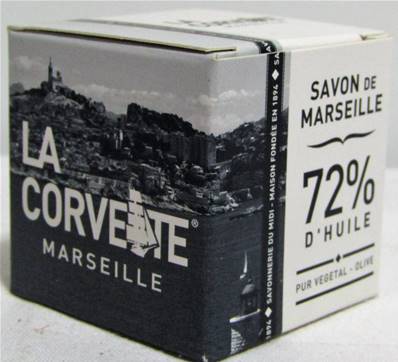 LA
CORVETTE®
MARSEILLE
1894 ❖ SAVONNERIE DU MIDI - MAISON FONDÉE EN 1894 ❖ SA
SAVON DE
MARSEILLE
72%
D'HUILE
PUR VEGETAL - OLIVE